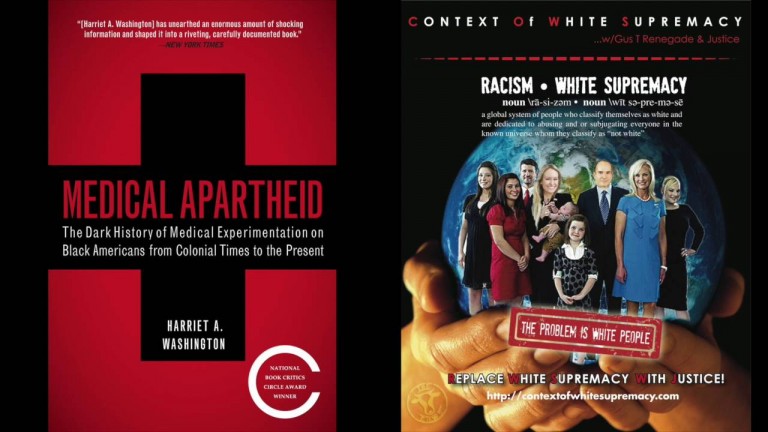 "[Harriet A. Washington] has unearthed an enormous amount of shocking
information and shaped it into a riveting, carefully documented book."
—NEW YORK TIMES
MEDICAL APARTHEID
The Dark History of Medical Experimentation on
Black Americans from Colonial Times to the Present
HARRIET A.
WASHINGTON
NATIONAL
BOOK CRITICS
CIRCLE AWARD
WINNER
CONTEXT OF WHITE SUPREMACY
...w/Gus T Renegade & Justice
RACISM • WHITE SUPREMACY
noun \rā-si-zəm • noun \wīt sə-pre-mə-sē
a global system of people who classify themselves as white and
are dedicated to abusing and or subjugating everyone in the
known universe whom they classify as "not white".
THE PROBLEM IS WHITE PEOPLE
REPLACE WHITE SUPREMACY WITH JUSTICE!
http://contextofwhitesupremacy.com